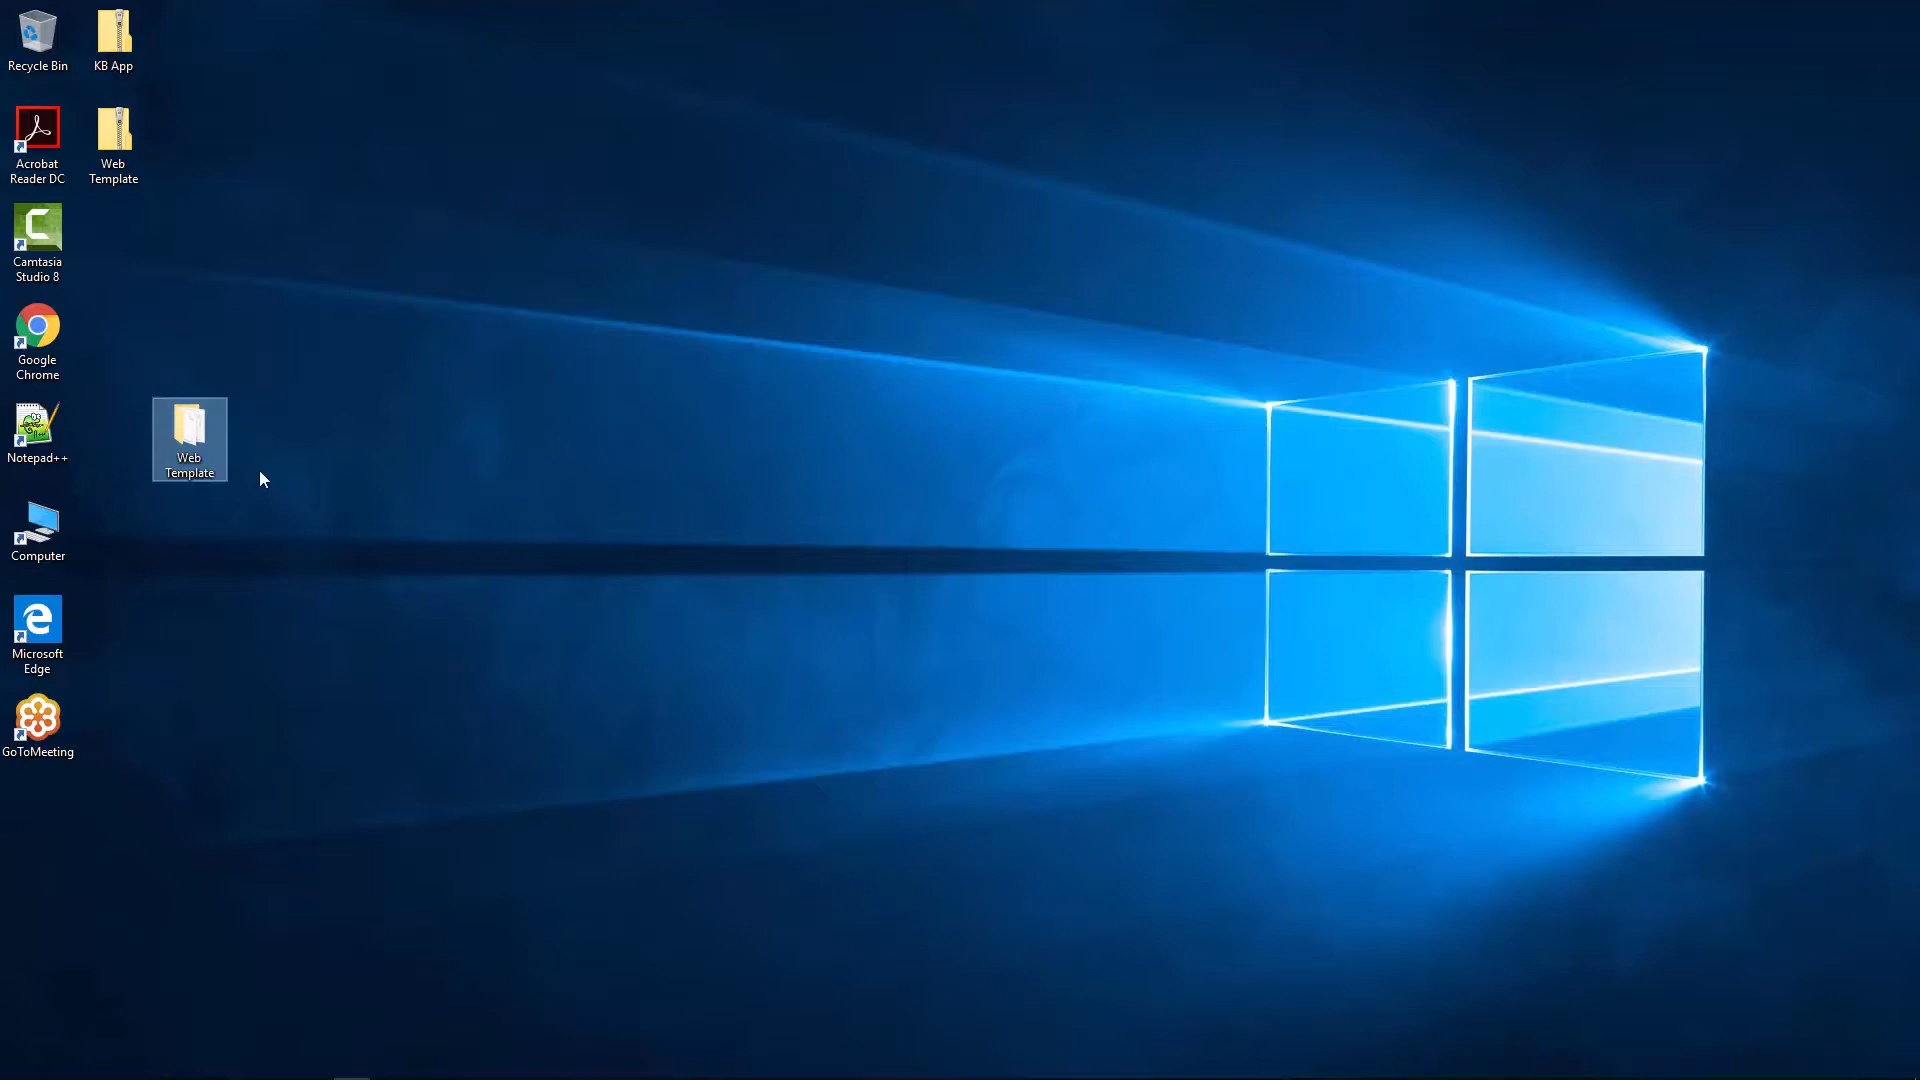 Recycle Bin
KB App
Acrobat
Reader DC
Web
Template
Camtasia
Studio 8
Google
Chrome
Notepad++
Web
Template
Computer
Microsoft
Edge
GoToMeeting